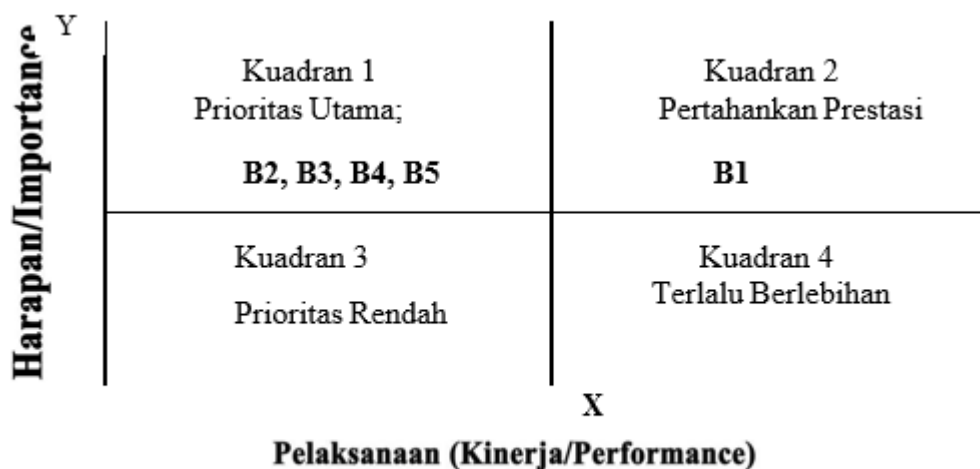 Y
Harapan/Importance
Kuadran 1
Prioritas Utama;
B2, B3, B4, B5
Kuadran 2
Pertahankan Prestasi
B1
Kuadran 3
Prioritas Rendah
Kuadran 4
Terlalu Berlebihan
X
Pelaksanaan (Kinerja/Performance)